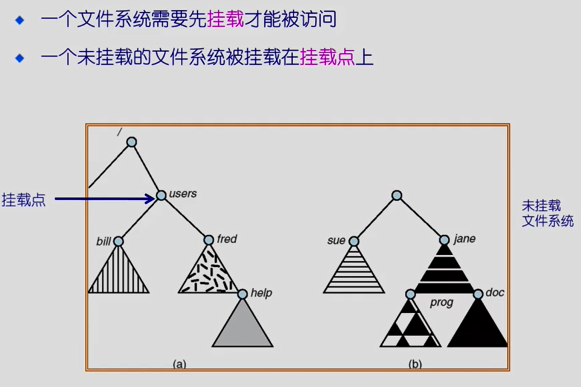 一个文件系统需要先挂载才能被访问
一个未挂载的文件系统被挂载在挂载点上
/
users
挂载点
bill
fred
help
(a)
sue
jane
prog
doc
(b)
未挂载
文件系统